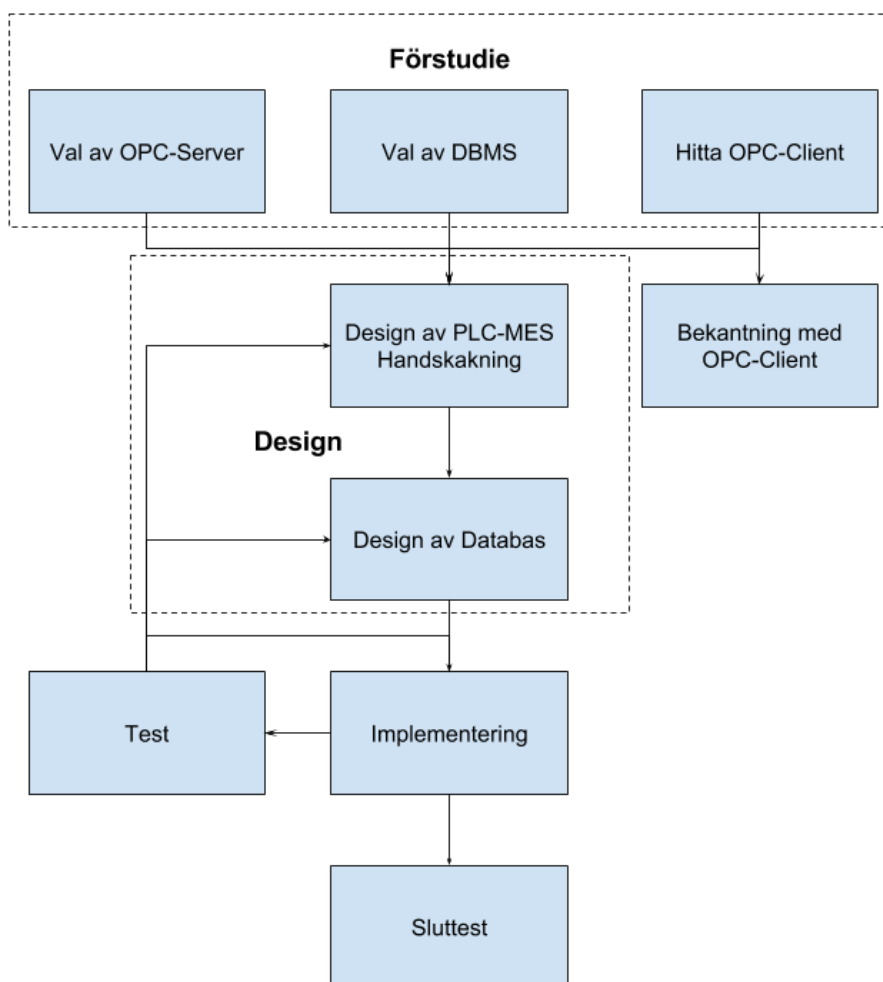 Förstudie
Val av OPC-Server
Val av DBMS
Hitta OPC-Client
Design av PLC-MES
Handskakning
Bekantning med
OPC-Client
Design
Design av Databas
Test
Implementering
Sluttest